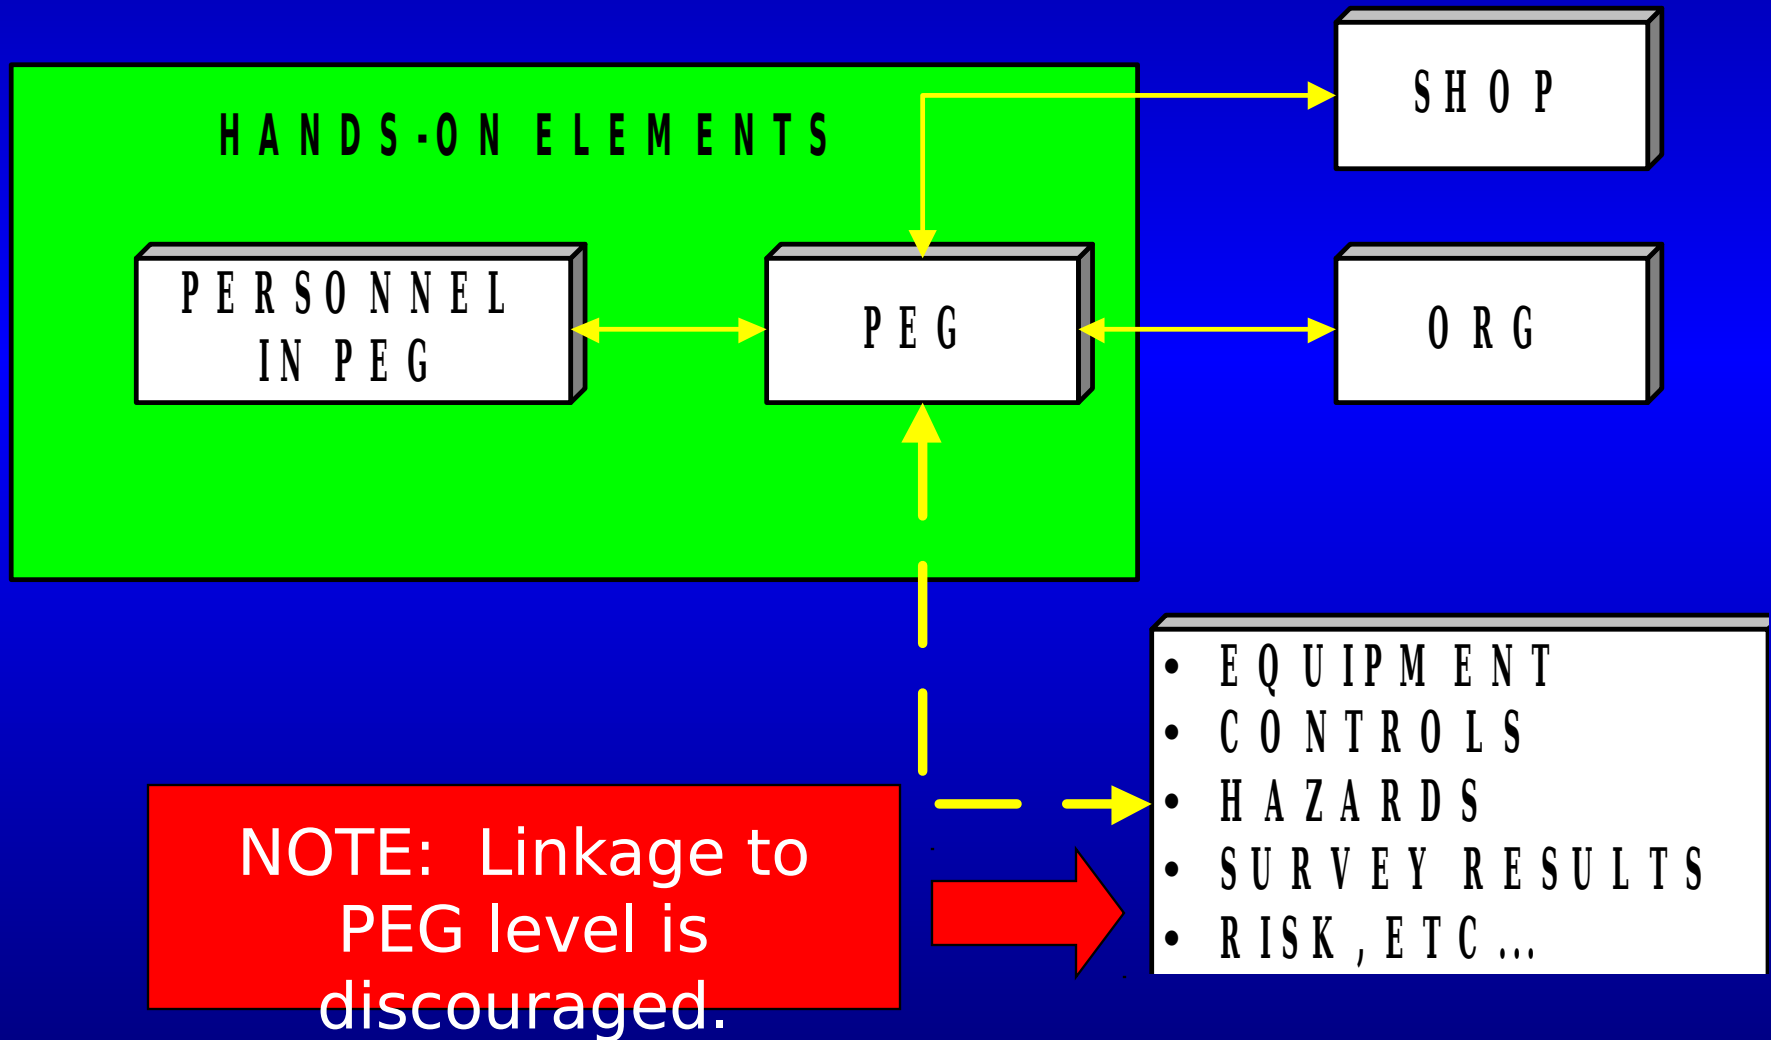 SHOP
HANDS-ON ELEMENTS
PERSONNEL
IN PEG
PEG
ORG
• EQUIPMENT
• CONTROLS
• HAZARDS
• SURVEY RESULTS
• RISK, ETC...
NOTE: Linkage to
PEG level is
discouraged.